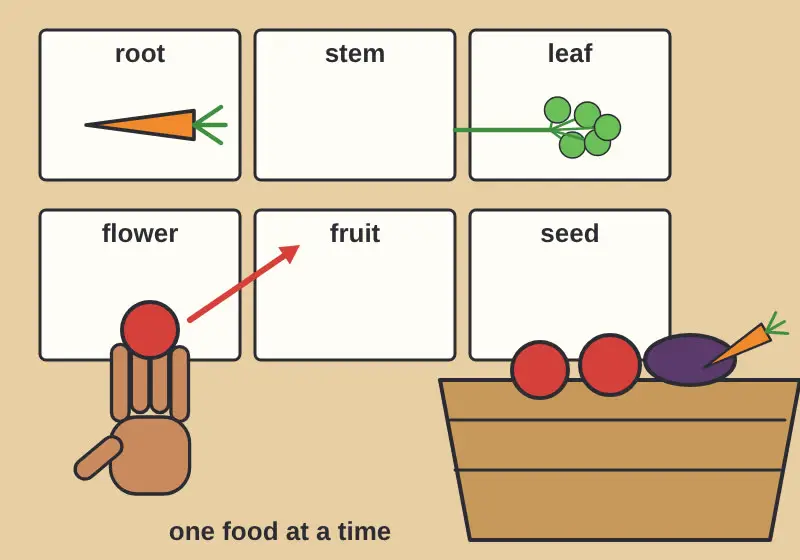 root
stem
leaf
flower
fruit
seed
one food at a time